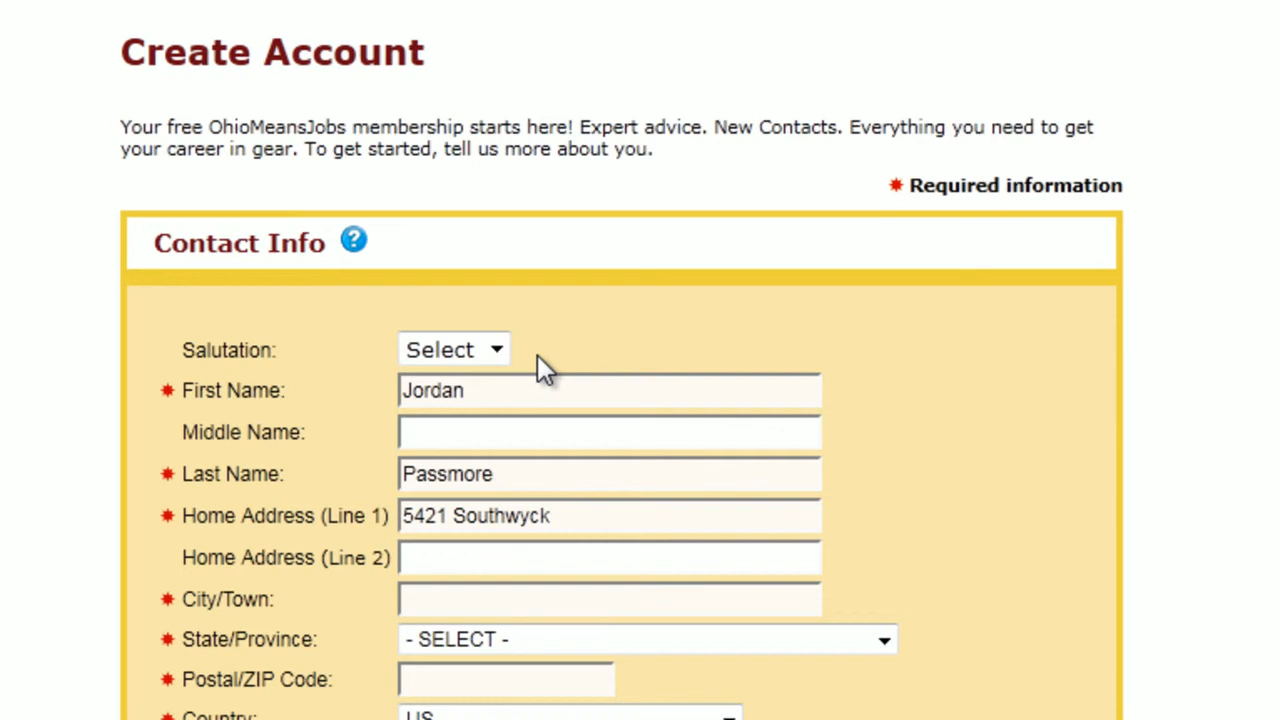 Create Account
Your free OhioMeansJobs membership starts here! Expert advice. New Contacts. Everything you need to get
your career in gear. To get started, tell us more about you.
* Required information
Contact Info ?
Salutation: Select
* First Name: Jordan
Middle Name:
* Last Name: Passmore
* Home Address (Line 1) 5421 Southwyck
Home Address (Line 2)
* City/Town:
* State/Province: - SELECT -
* Postal/ZIP Code:
* Country: US